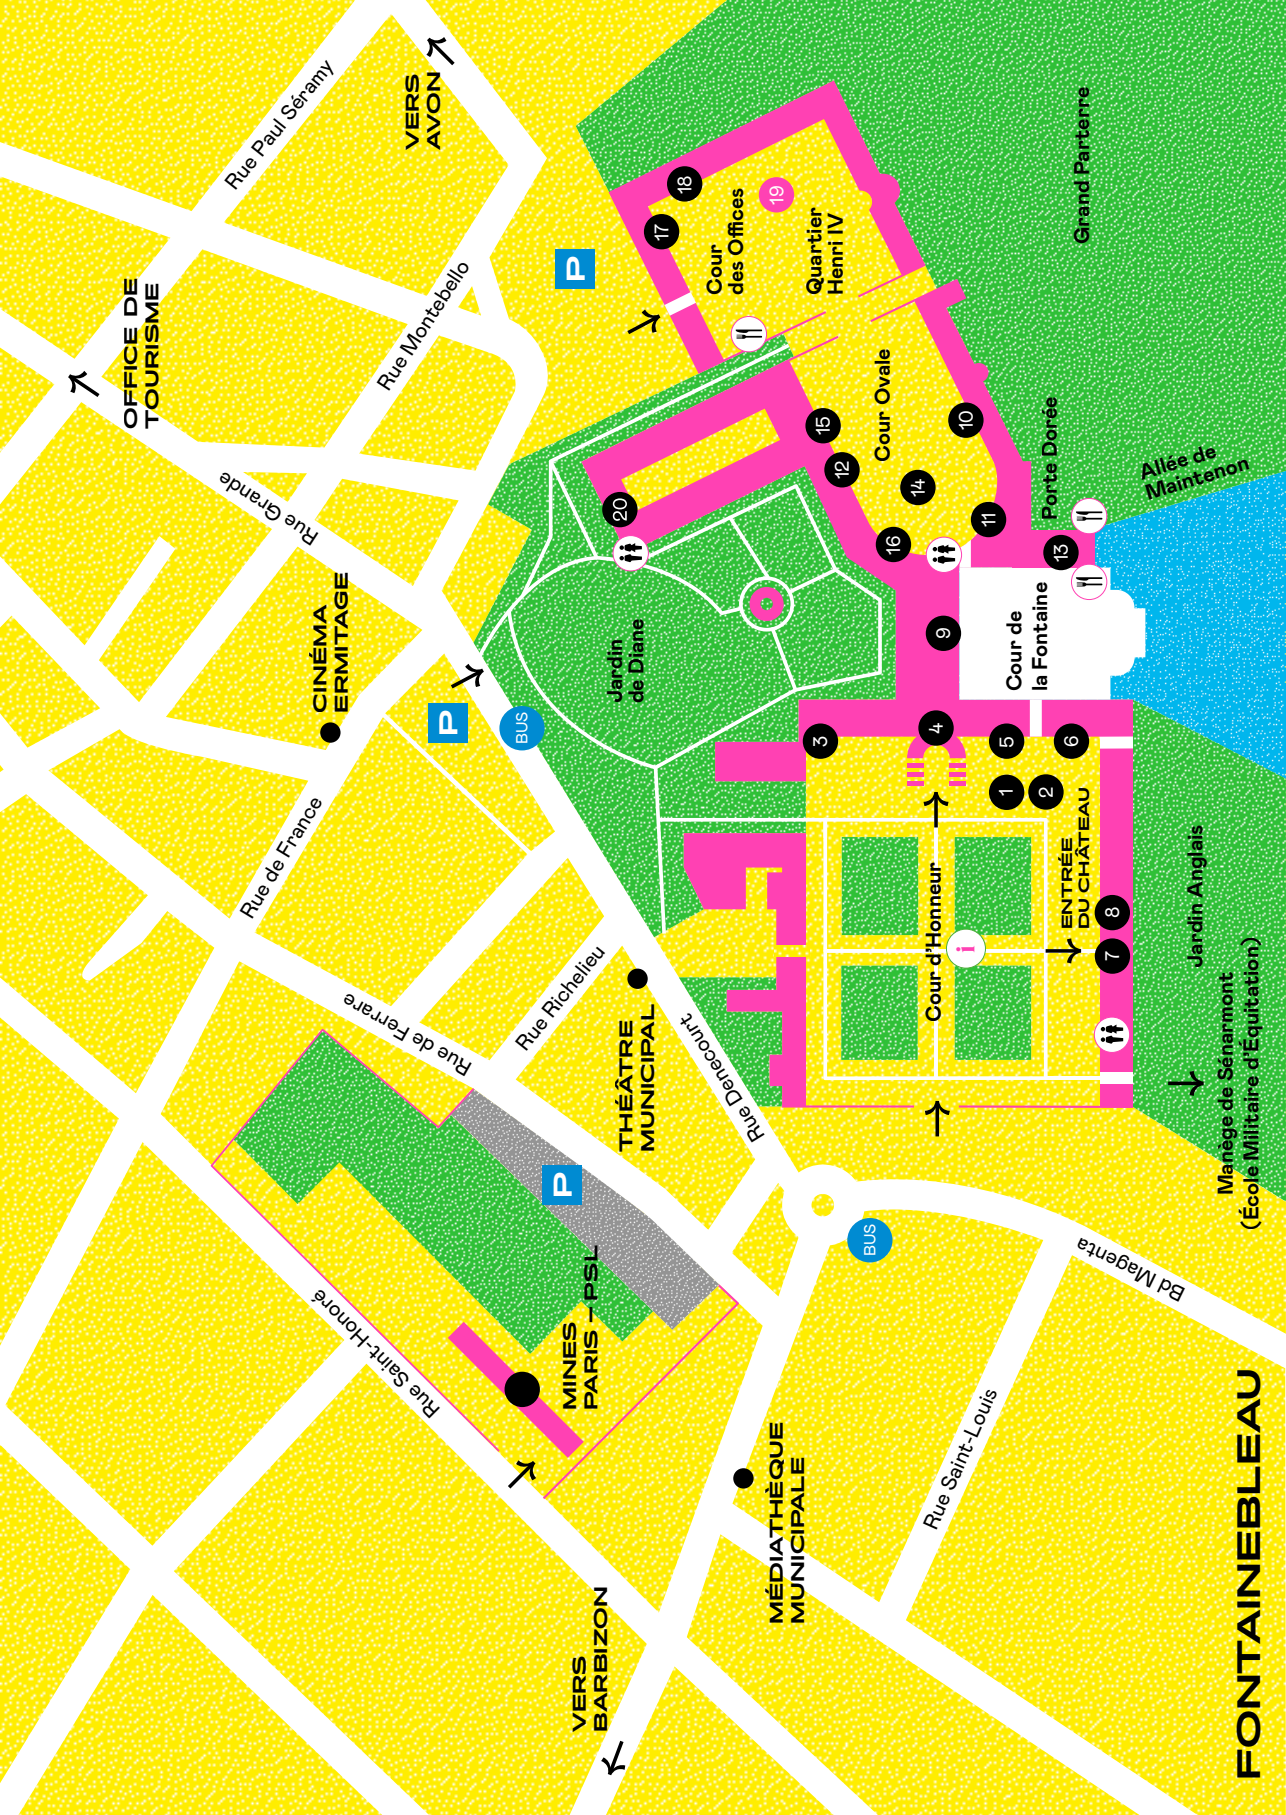 FONTAINEBLEAU
VERS
BARBIZON
MÉDIATHÈQUE
MUNICIPALE
Rue Saint-Louis
Bd Magenta
Rue Saint-Honoré
MINES
PARIS – PSL
P
BUS
THÉÂTRE
MUNICIPAL
Rue Denecourt
Rue Richelieu
Rue de Ferrare
Rue de France
CINÉMA
ERMITAGE
P
BUS
Rue Grande
OFFICE DE
TOURISME
Rue Montebello
Rue Paul Séramy
VERS
AVON
P
Manège de Sénarmont
(École Militaire d'Équitation)
Jardin Anglais
Cour d'Honneur
i
ENTRÉE
DU CHÂTEAU
7
8
1
2
3
4
5
6
Jardin
de Diane
9
Cour de
la Fontaine
13
Porte Dorée
Allée de
Maintenon
16
11
14
12
15
10
Cour Ovale
20
Cour
des Offices
Quartier
Henri IV
17
18
19
Grand Parterre